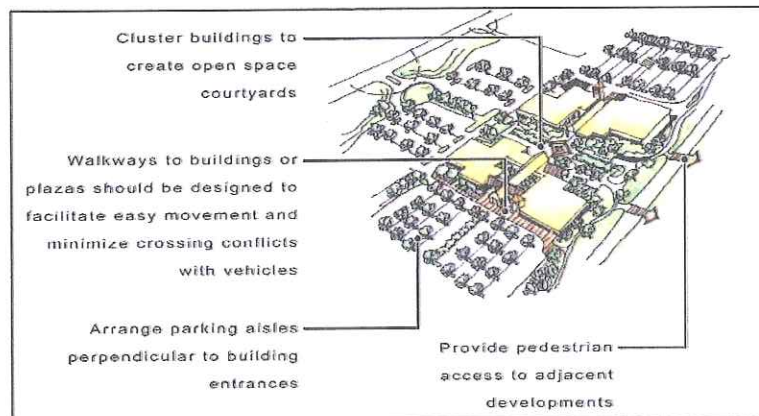 Cluster buildings to
create open space
courtyards
Walkways to buildings or
plazas should be designed to
facilitate easy movement and
minimize crossing conflicts
with vehicles
Arrange parking aisles
perpendicular to building
entrances
Provide pedestrian
access to adjacent
developments